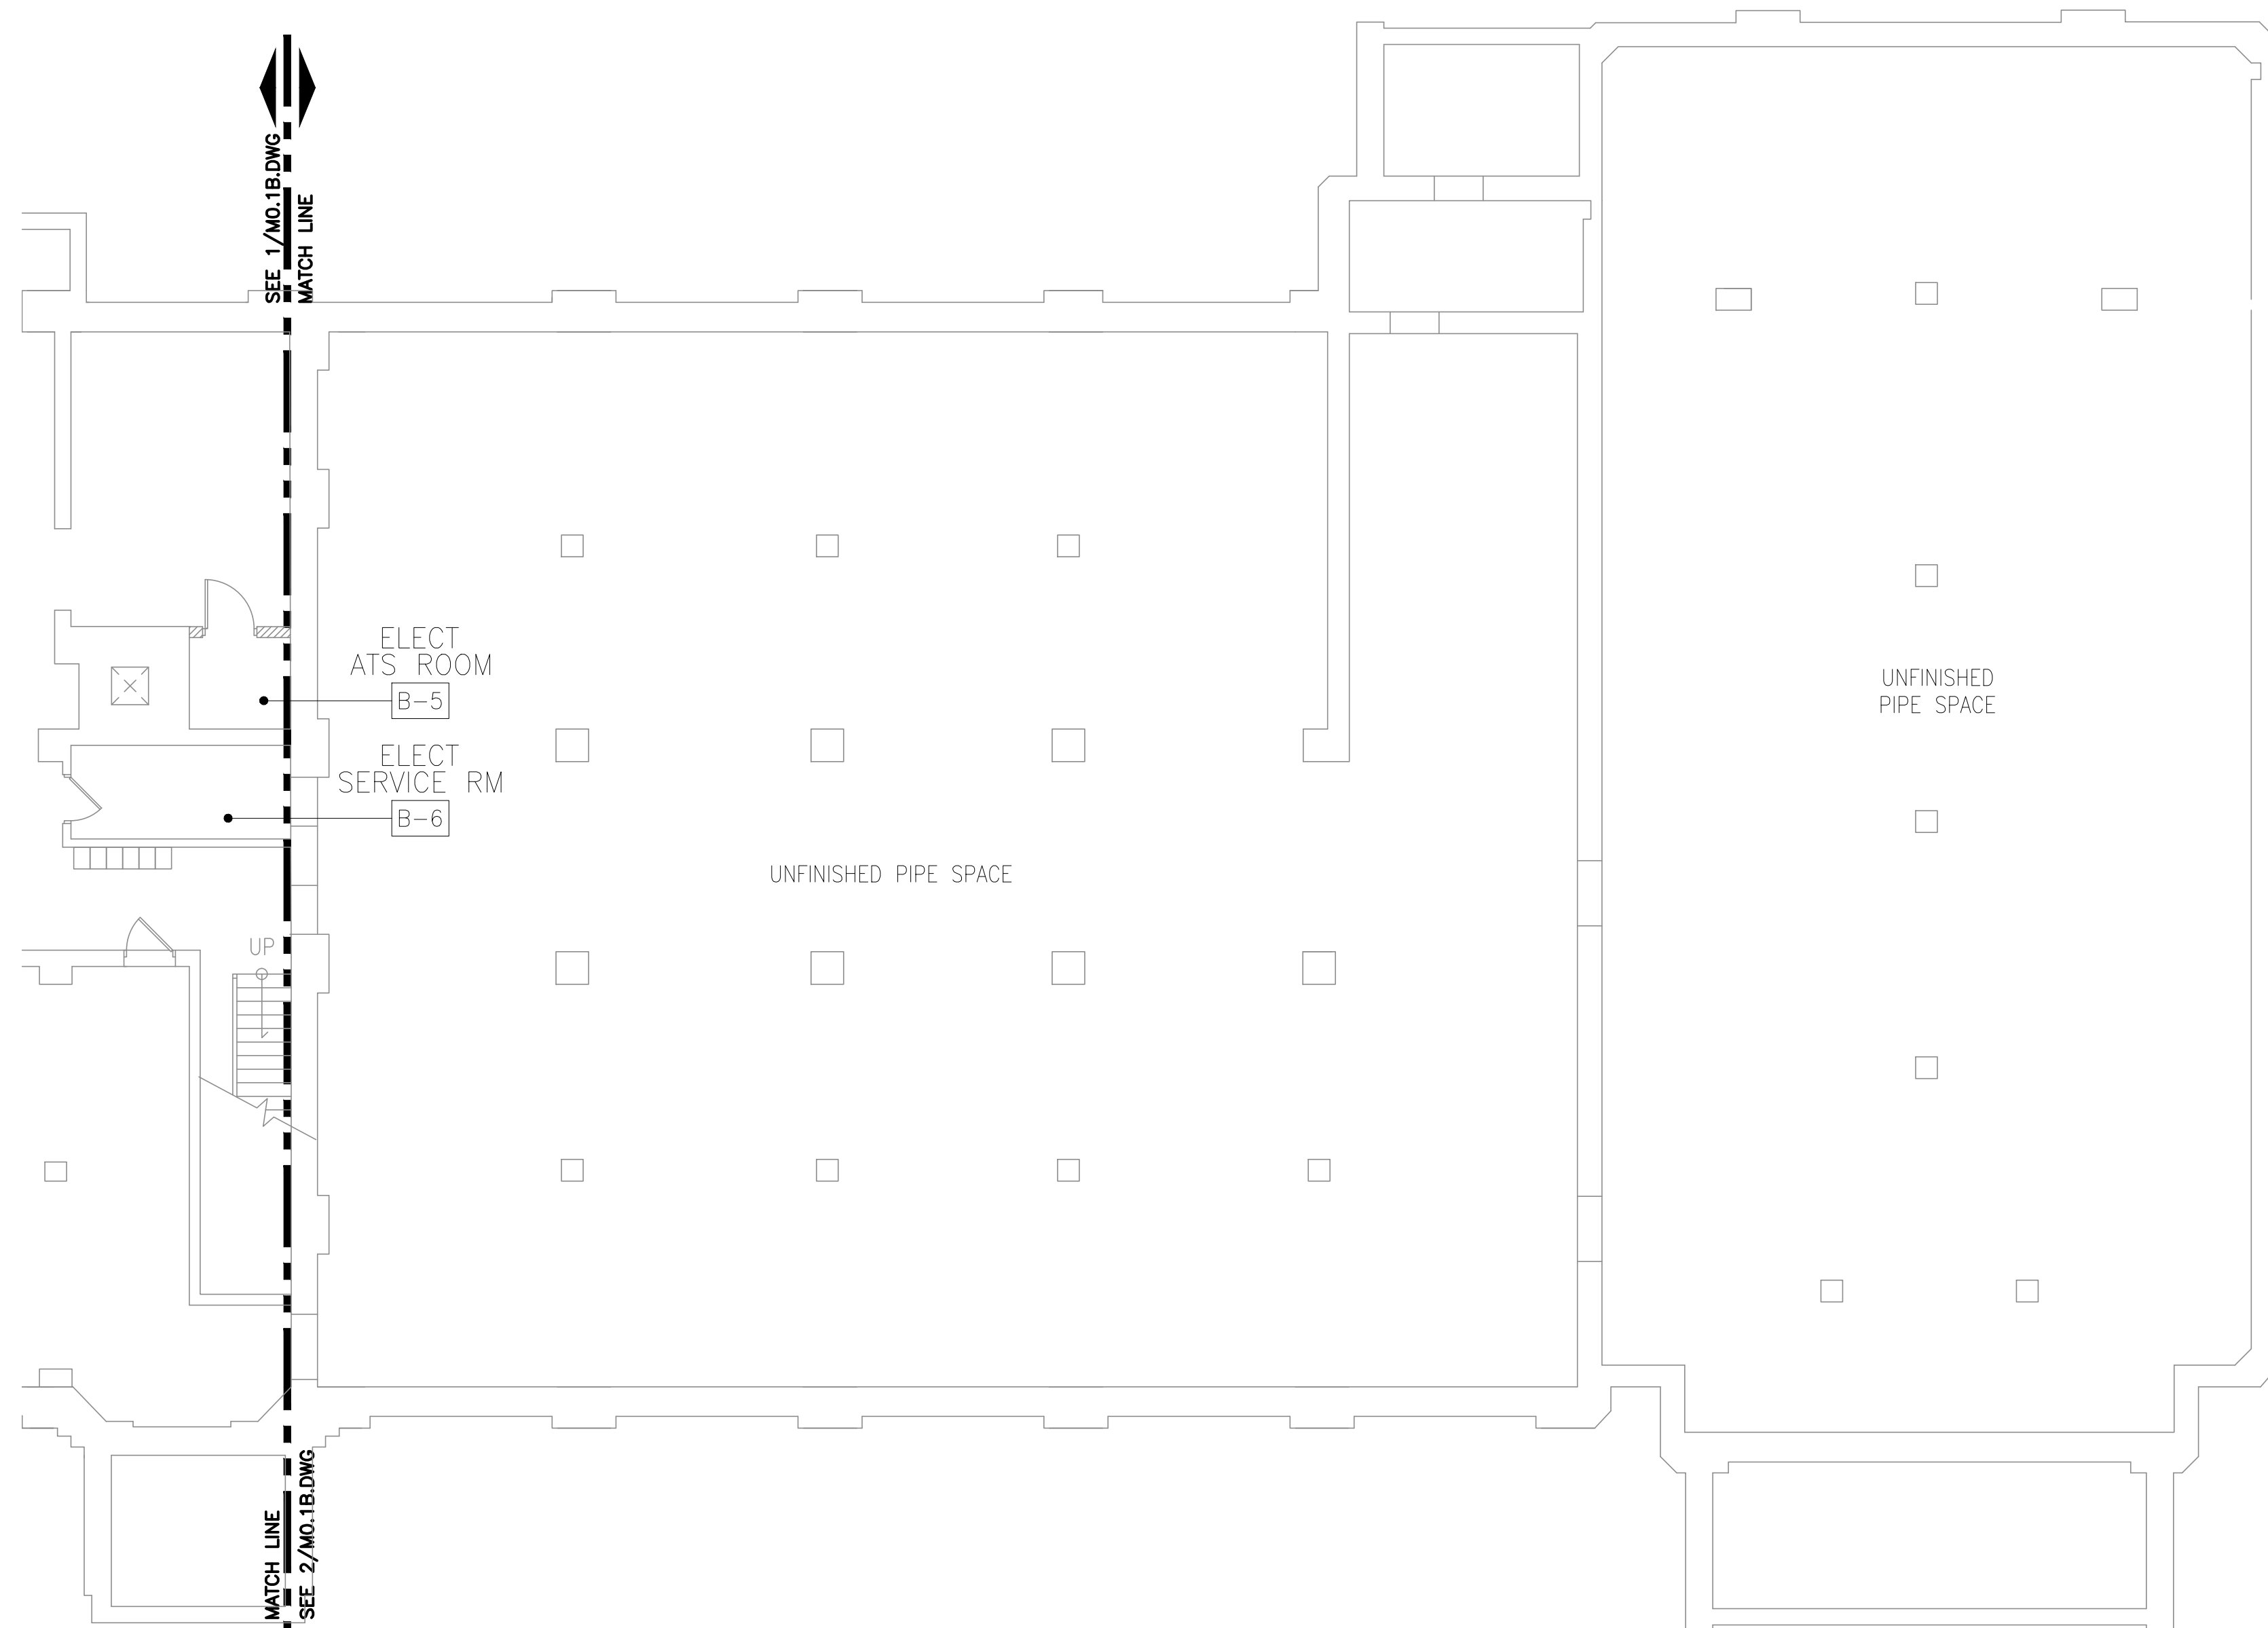 SEE 1/M0.1B.DWG
MATCH LINE
ELECT
ATS ROOM
B-5
ELECT
SERVICE RM
B-6
UNFINISHED
PIPE SPACE
UNFINISHED PIPE SPACE
UP
MATCH LINE
SEE 2/M0.1B.DWG